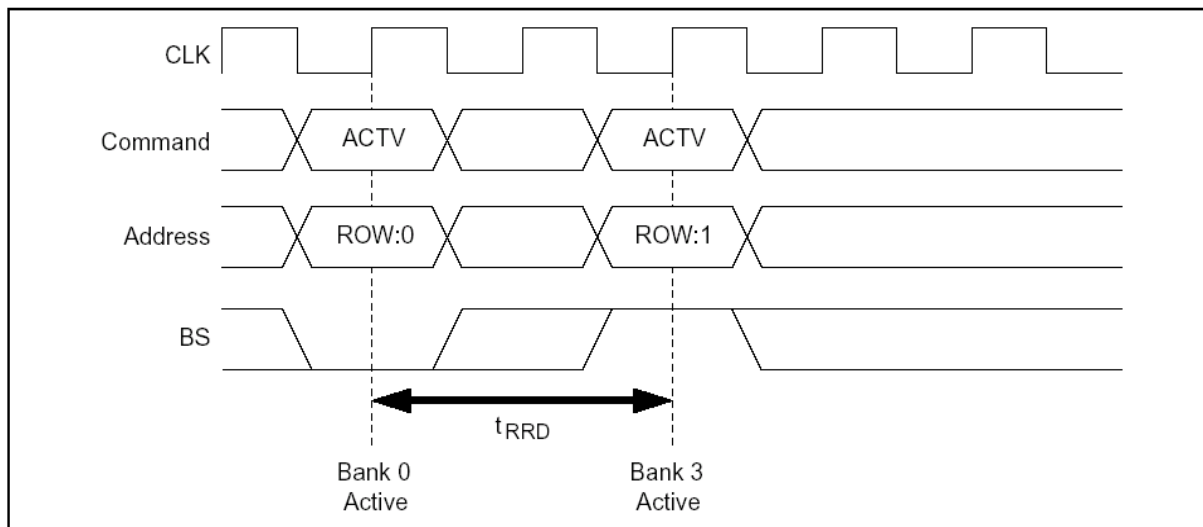 CLK
Command
ACTV
ACTV
Address
ROW:0
ROW:1
BS
tRRD
Bank 0
Active
Bank 3
Active